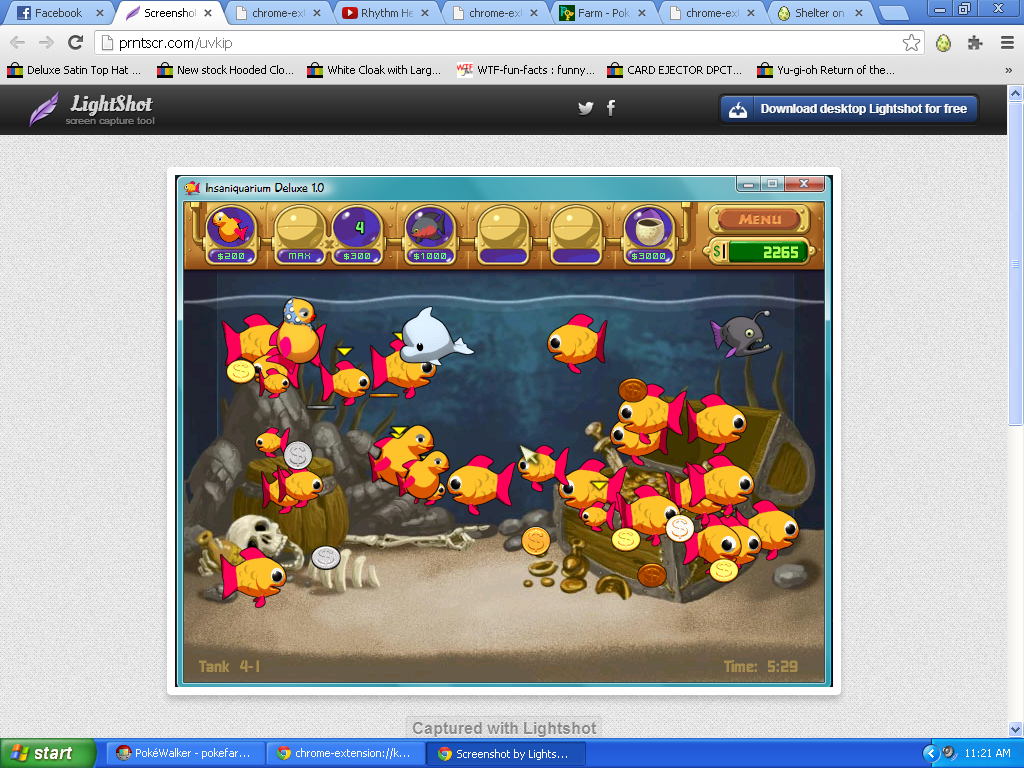 Facebook
Screensho
chrome-ext
Rhythm He
chrome-ext
Farm - Pok
chrome-ext
Shelter on
prntscr.com/uvkip
Deluxe Satin Top Hat ...
New stock Hooded Clo...
White Cloak with Larg...
WTF-fun-facts : funny...
CARD EJECTOR DPCT...
Yu-gi-oh Return of the...
»
LightShot
screen capture tool
Download desktop Lightshot for free
Insaniquarium Deluxe 1.0
4
MENU
$200
MAX
$300
$1000
$3000
$ 2265
Tank 4-1
Time: 5:29
Captured with Lightshot
start
PokéWalker - pokefar...
chrome-extension://k...
Screenshot by Lights...
11:21 AM